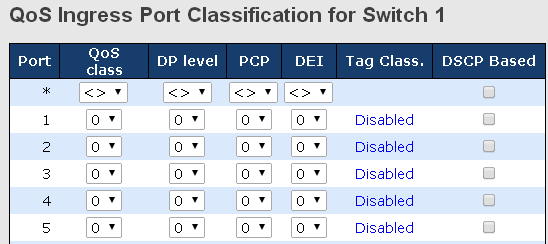 QoS Ingress Port Classification for Switch 1
Port QoS class DP level PCP DEI Tag Class. DSCP Based
* <> <> <> <>
1 0 0 0 0 Disabled
2 0 0 0 0 Disabled
3 0 0 0 0 Disabled
4 0 0 0 0 Disabled
5 0 0 0 0 Disabled